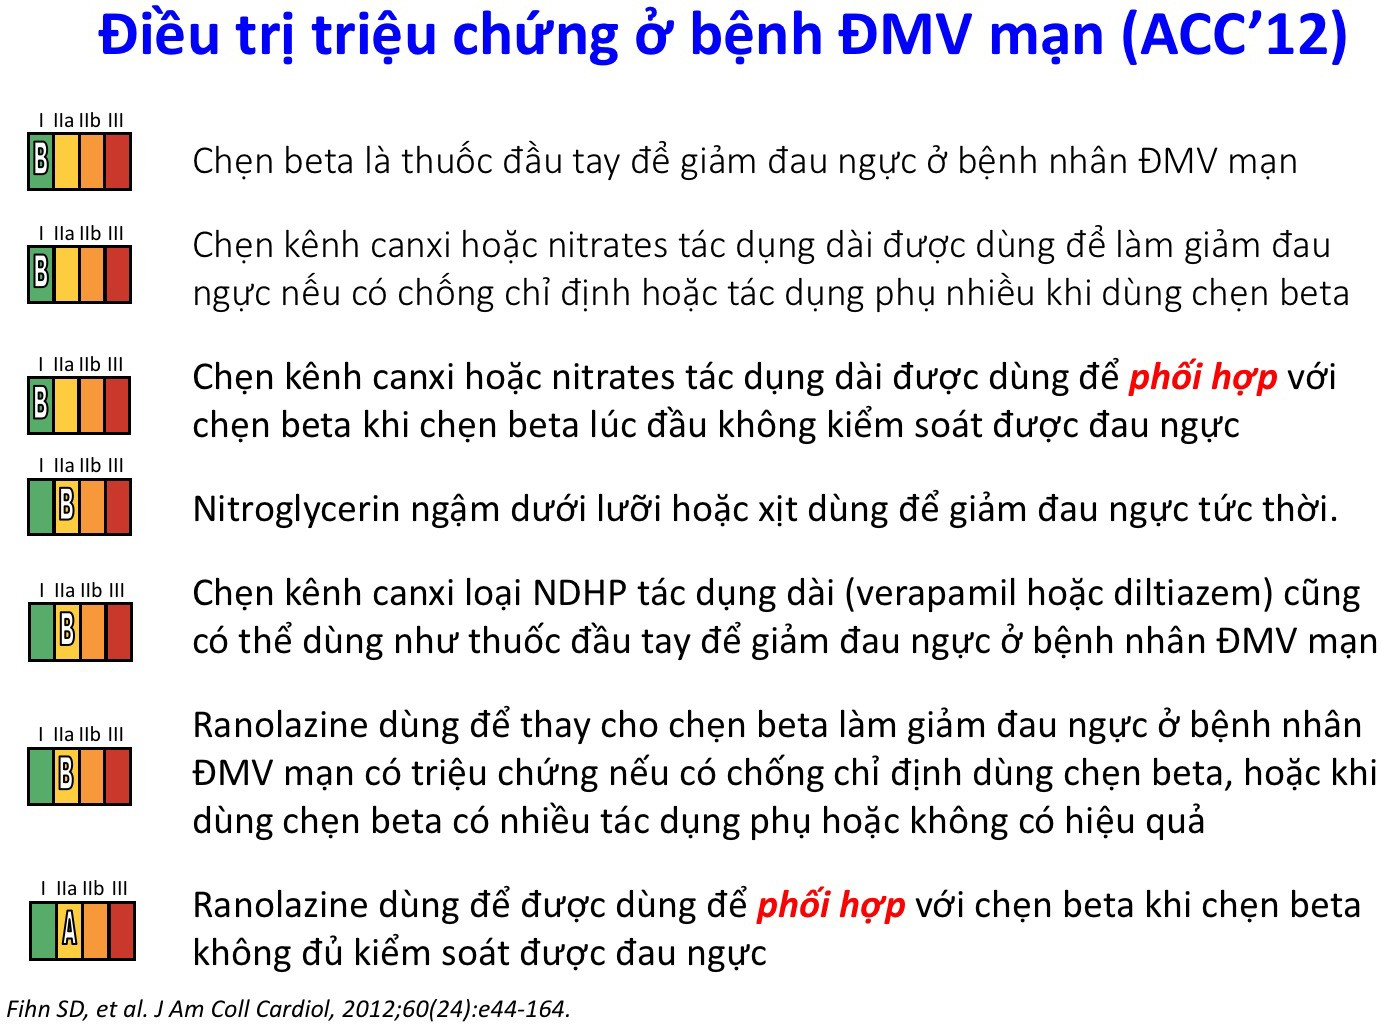 Điều trị triệu chứng ở bệnh ĐMV mạn (ACC’12)
I IIa IIb III
B
Chẹn beta là thuốc đầu tay để giảm đau ngực ở bệnh nhân ĐMV mạn
I IIa IIb III
B
Chẹn kênh canxi hoặc nitrates tác dụng dài được dùng để làm giảm đau
ngực nếu có chống chỉ định hoặc tác dụng phụ nhiều khi dùng chẹn beta
I IIa IIb III
B
Chẹn kênh canxi hoặc nitrates tác dụng dài được dùng để phối hợp với
chẹn beta khi chẹn beta lúc đầu không kiểm soát được đau ngực
I IIa IIb III
B
Nitroglycerin ngậm dưới lưỡi hoặc xịt dùng để giảm đau ngực tức thời.
I IIa IIb III
B
Chẹn kênh canxi loại NDHP tác dụng dài (verapamil hoặc diltiazem) cũng
có thể dùng như thuốc đầu tay để giảm đau ngực ở bệnh nhân ĐMV mạn
I IIa IIb III
B
Ranolazine dùng để thay cho chẹn beta làm giảm đau ngực ở bệnh nhân
ĐMV mạn có triệu chứng nếu có chống chỉ định dùng chẹn beta, hoặc khi
dùng chẹn beta có nhiều tác dụng phụ hoặc không có hiệu quả
I IIa IIb III
A
Ranolazine dùng để được dùng để phối hợp với chẹn beta khi chẹn beta
không đủ kiểm soát được đau ngực
Fihn SD, et al. J Am Coll Cardiol, 2012;60(24):e44-164.